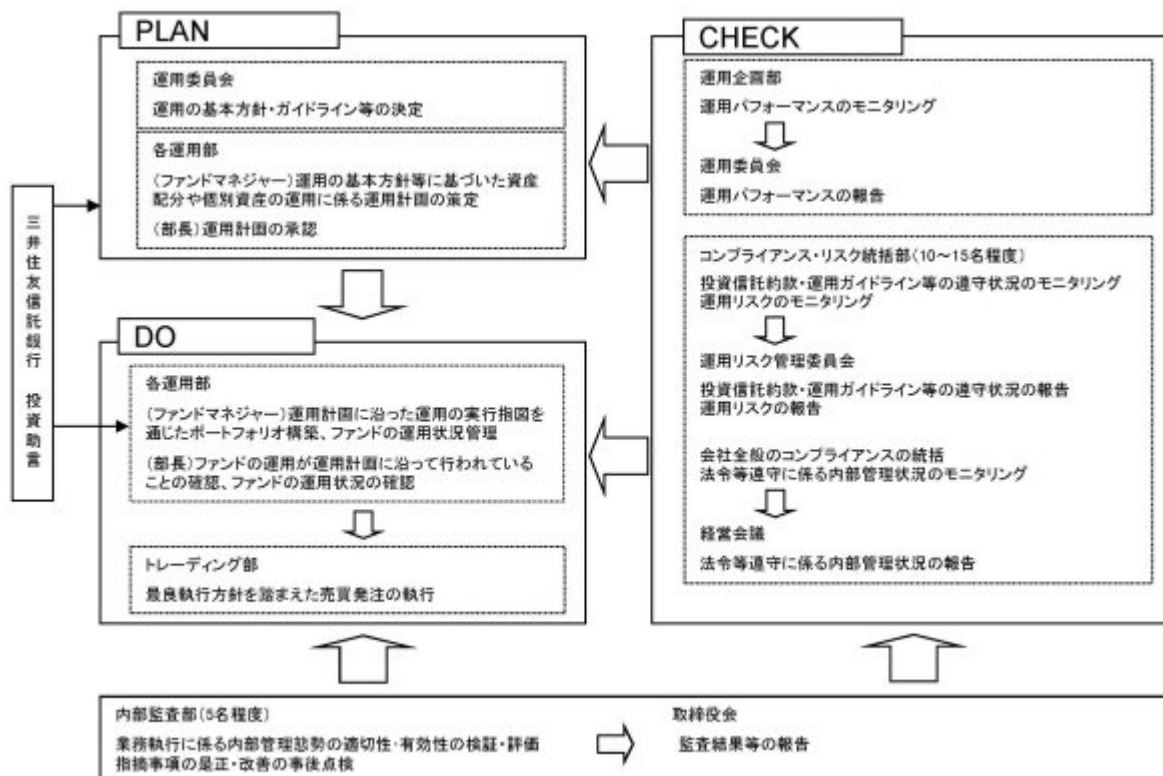 PLAN
運用委員会
運用の基本方針・ガイドライン等の決定
各運用部
(ファンドマネジャー)運用の基本方針等に基づいた資産
配分や個別資産の運用に係る運用計画の策定
(部長)運用計画の承認
三井住友信託銀行 投資助言
DO
各運用部
(ファンドマネジャー)運用計画に沿った運用の実行指図を
通じたポートフォリオ構築、ファンドの運用状況管理
(部長)ファンドの運用が運用計画に沿って行われている
ことの確認、ファンドの運用状況の確認
トレーディング部
最良執行方針を踏まえた売買発注の執行
CHECK
運用企画部
運用パフォーマンスのモニタリング
運用委員会
運用パフォーマンスの報告
コンプライアンス・リスク統括部(10～15名程度)
投資信託約款・運用ガイドライン等の遵守状況のモニタリング
運用リスクのモニタリング
運用リスク管理委員会
投資信託約款・運用ガイドライン等の遵守状況の報告
運用リスクの報告
会社全般のコンプライアンスの統括
法令等遵守に係る内部管理状況のモニタリング
経営会議
法令等遵守に係る内部管理状況の報告
内部監査部(5名程度)
業務執行に係る内部管理態勢の適切性・有効性の検証・評価
指摘事項の是正・改善の事後点検
取締役会
監査結果等の報告